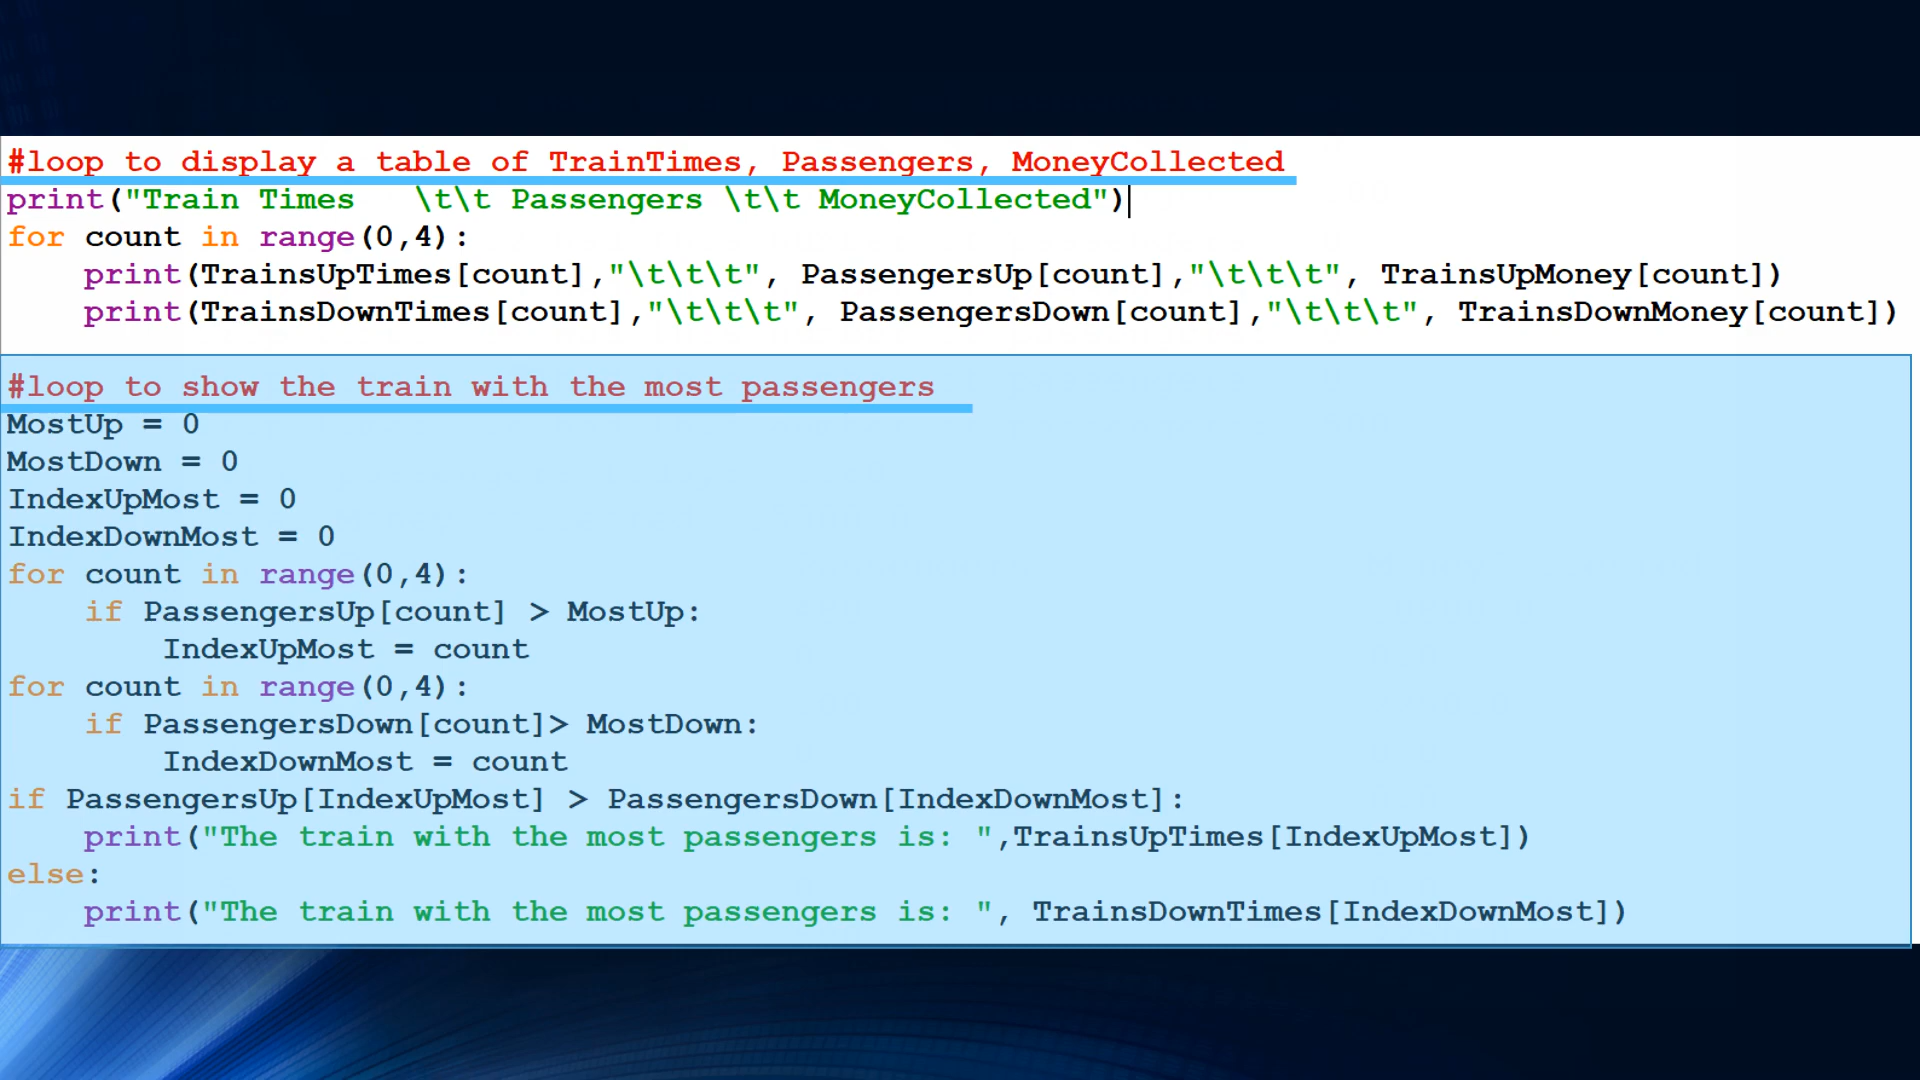 #loop to display a table of TrainTimes, Passengers, MoneyCollected
print("Train Times   \t\t Passengers \t\t MoneyCollected")
for count in range(0,4):
    print(TrainsUpTimes[count],"\t\t\t", PassengersUp[count],"\t\t\t", TrainsUpMoney[count])
    print(TrainsDownTimes[count],"\t\t\t", PassengersDown[count],"\t\t\t", TrainsDownMoney[count])
#loop to show the train with the most passengers
MostUp = 0
MostDown = 0
IndexUpMost = 0
IndexDownMost = 0
for count in range(0,4):
    if PassengersUp[count] > MostUp:
        IndexUpMost = count
for count in range(0,4):
    if PassengersDown[count]> MostDown:
        IndexDownMost = count
if PassengersUp[IndexUpMost] > PassengersDown[IndexDownMost]:
    print("The train with the most passengers is: ",TrainsUpTimes[IndexUpMost])
else:
    print("The train with the most passengers is: ", TrainsDownTimes[IndexDownMost])